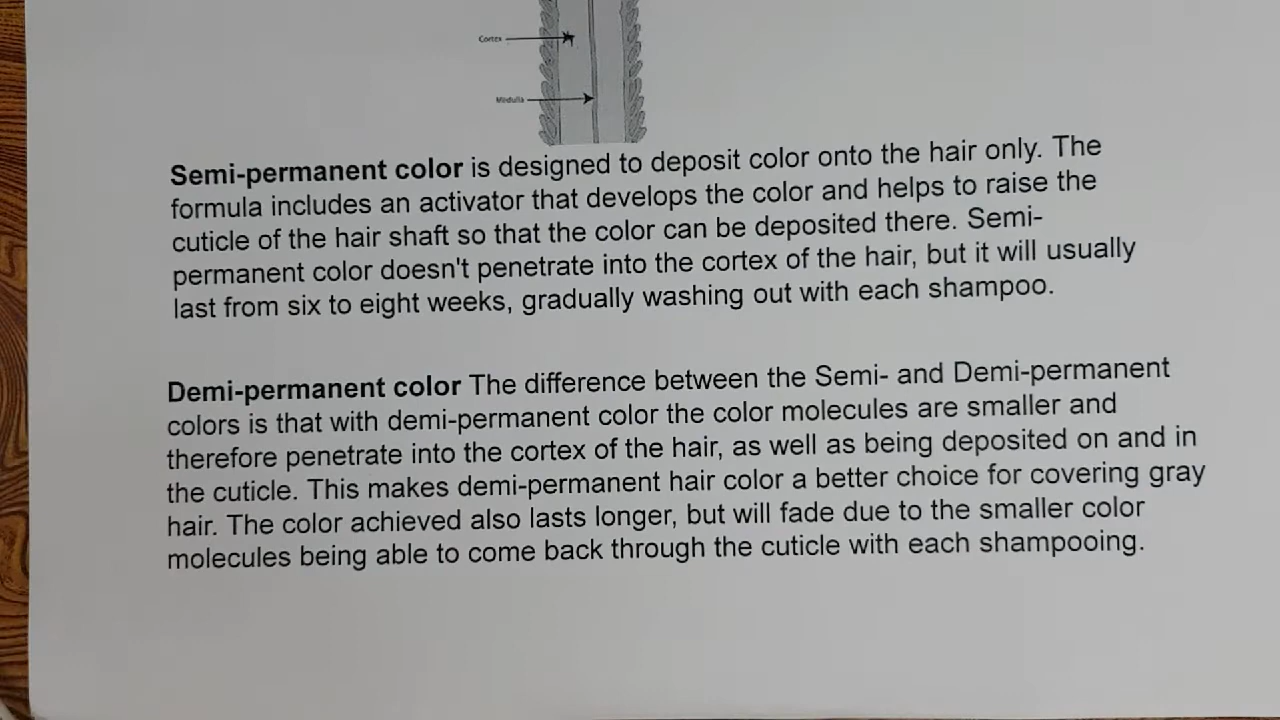 Cortex
Medulla
Semi-permanent color is designed to deposit color onto the hair only. The
formula includes an activator that develops the color and helps to raise the
cuticle of the hair shaft so that the color can be deposited there. Semi-
permanent color doesn't penetrate into the cortex of the hair, but it will usually
last from six to eight weeks, gradually washing out with each shampoo.
Demi-permanent color The difference between the Semi- and Demi-permanent
colors is that with demi-permanent color the color molecules are smaller and
therefore penetrate into the cortex of the hair, as well as being deposited on and in
the cuticle. This makes demi-permanent hair color a better choice for covering gray
hair. The color achieved also lasts longer, but will fade due to the smaller color
molecules being able to come back through the cuticle with each shampooing.